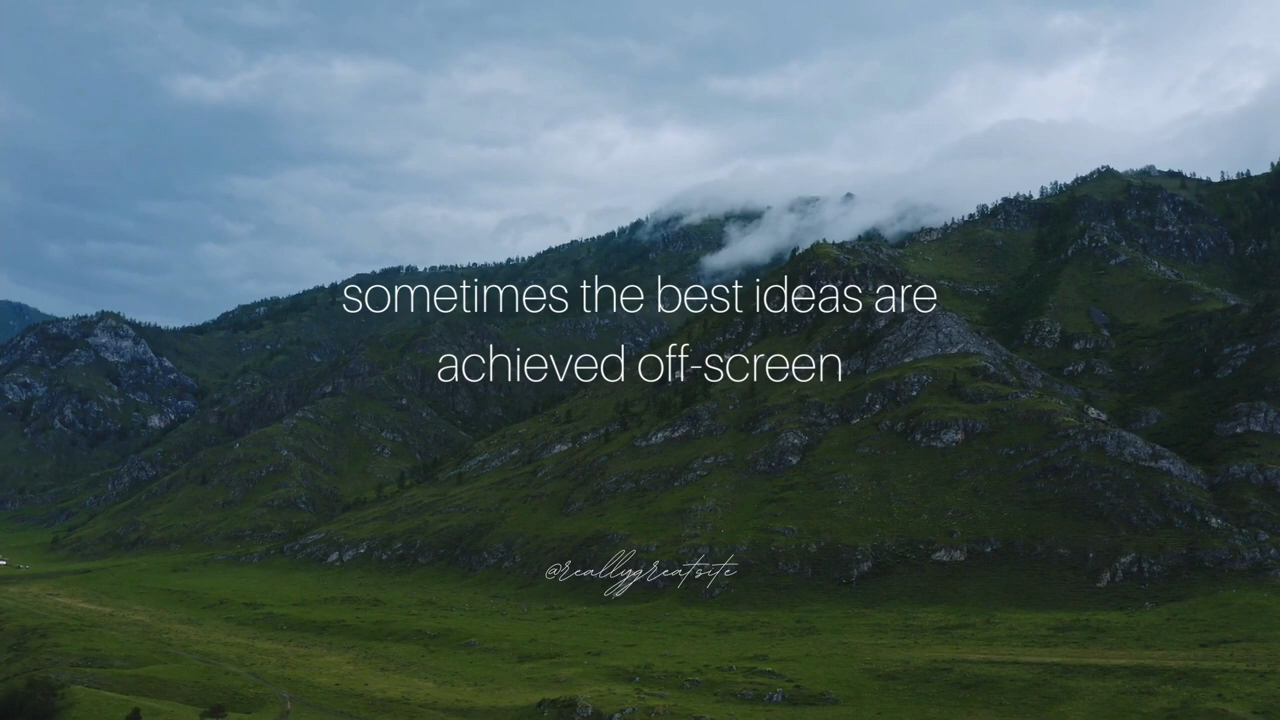 sometimes the best ideas are
achieved off-screen
@reallygreatsite